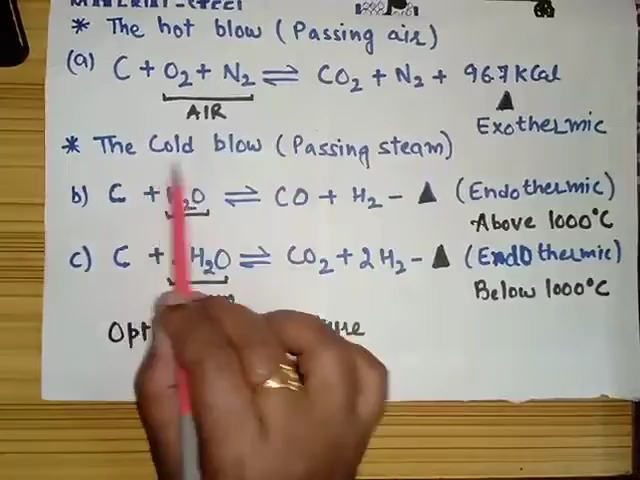 * The hot blow (Passing air)
(a) C + O₂ + N₂ ⇌ CO₂ + N₂ + 96.7 kCal
AIR
Exothermic
* The Cold blow (Passing steam)
b) C + H₂O ⇌ CO + H₂ - ▲ (Endothermic)
Above 1000°C
c) C + 2H₂O ⇌ CO₂ + 2H₂ - ▲ (Endothermic)
Below 1000°C